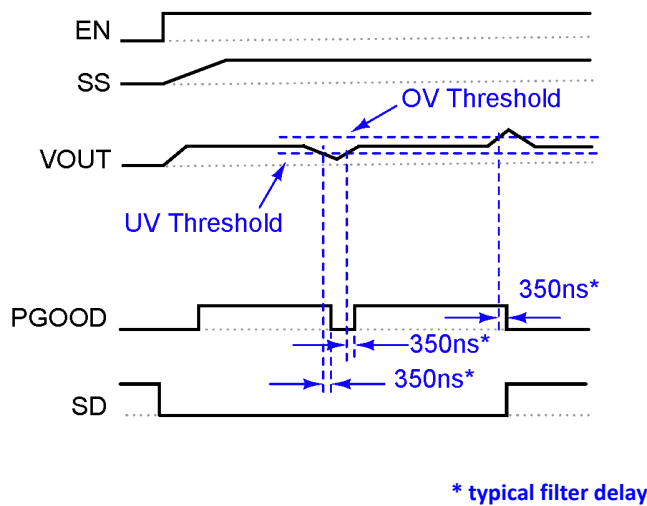 EN
SS
OV Threshold
VOUT
UV Threshold
350ns*
PGOOD
350ns*
350ns*
SD
* typical filter delay